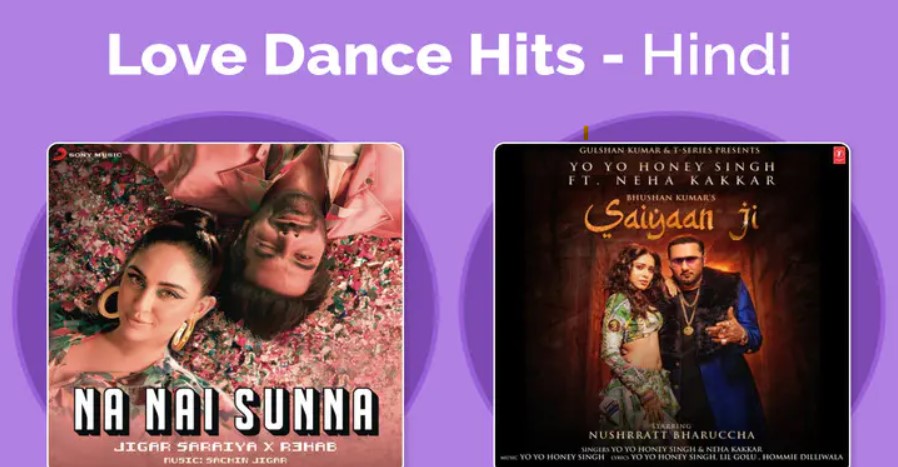 Love Dance Hits - Hindi
SONY MUSIC
NA NAI SUNNA
JIGAR SARAIYA X R3HAB
MUSIC: SACHIN JIGAR
GULSHAN KUMAR & T-SERIES PRESENTS
YO YO HONEY SINGH
FT. NEHA KAKKAR
BHUSHAN KUMAR'S
Saiyaan ji
STARRING
NUSHRRATT BHARUCCHA
SINGERS YO YO HONEY SINGH & NEHA KAKKAR
MUSIC YO YO HONEY SINGH LYRICS YO YO HONEY SINGH, LIL GOLU, HOMMIE DILLIWALA